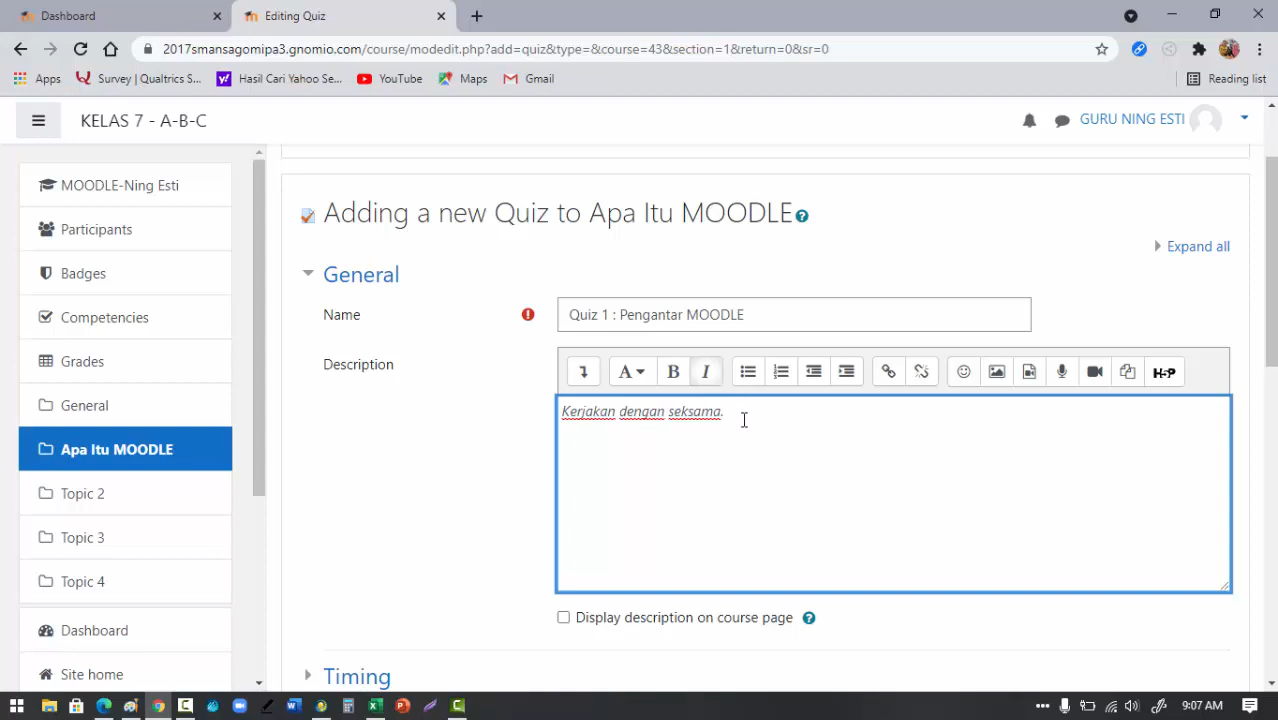 Dashboard
Editing Quiz
2017smansagomipa3.gnomio.com/course/modedit.php?add=quiz&type=&course=43&section=1&return=0&sr=0
Apps
Survey | Qualtrics S...
Hasil Cari Yahoo Se...
YouTube
Maps
Gmail
Reading list
KELAS 7 - A-B-C
GURU NING ESTI
MOODLE-Ning Esti
Participants
Badges
Competencies
Grades
General
Apa Itu MOODLE
Topic 2
Topic 3
Topic 4
Dashboard
Site home
Adding a new Quiz to Apa Itu MOODLE
Expand all
General
Name
Quiz 1 : Pengantar MOODLE
Description
A B I
H5P
Kerjakan dengan seksama.
Display description on course page
Timing
9:07 AM